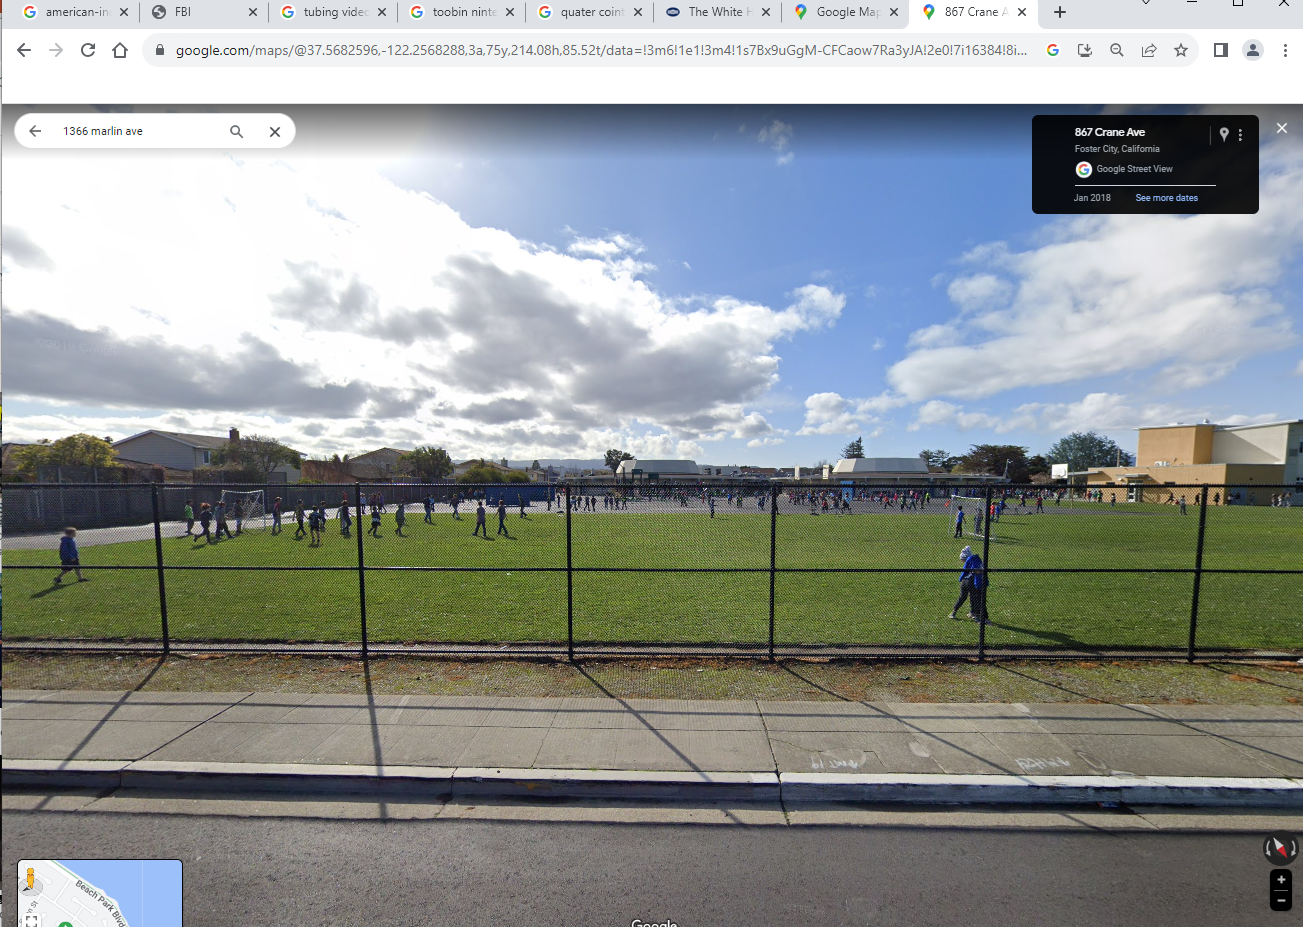 american-in
FBI
tubing videc
toobin ninte
quater coin
The White H
Google Map
867 Crane A
google.com/maps/@37.5682596,-122.2568288,3a,75y,214.08h,85.52t/data=!3m6!1e1!3m4!1s7Bx9uGgM-CFCaow7Ra3yJA!2e0!7i16384!8i...
1366 marlin ave
867 Crane Ave
Foster City, California
Google Street View
Jan 2018
See more dates
Beach Park Blvd
Google